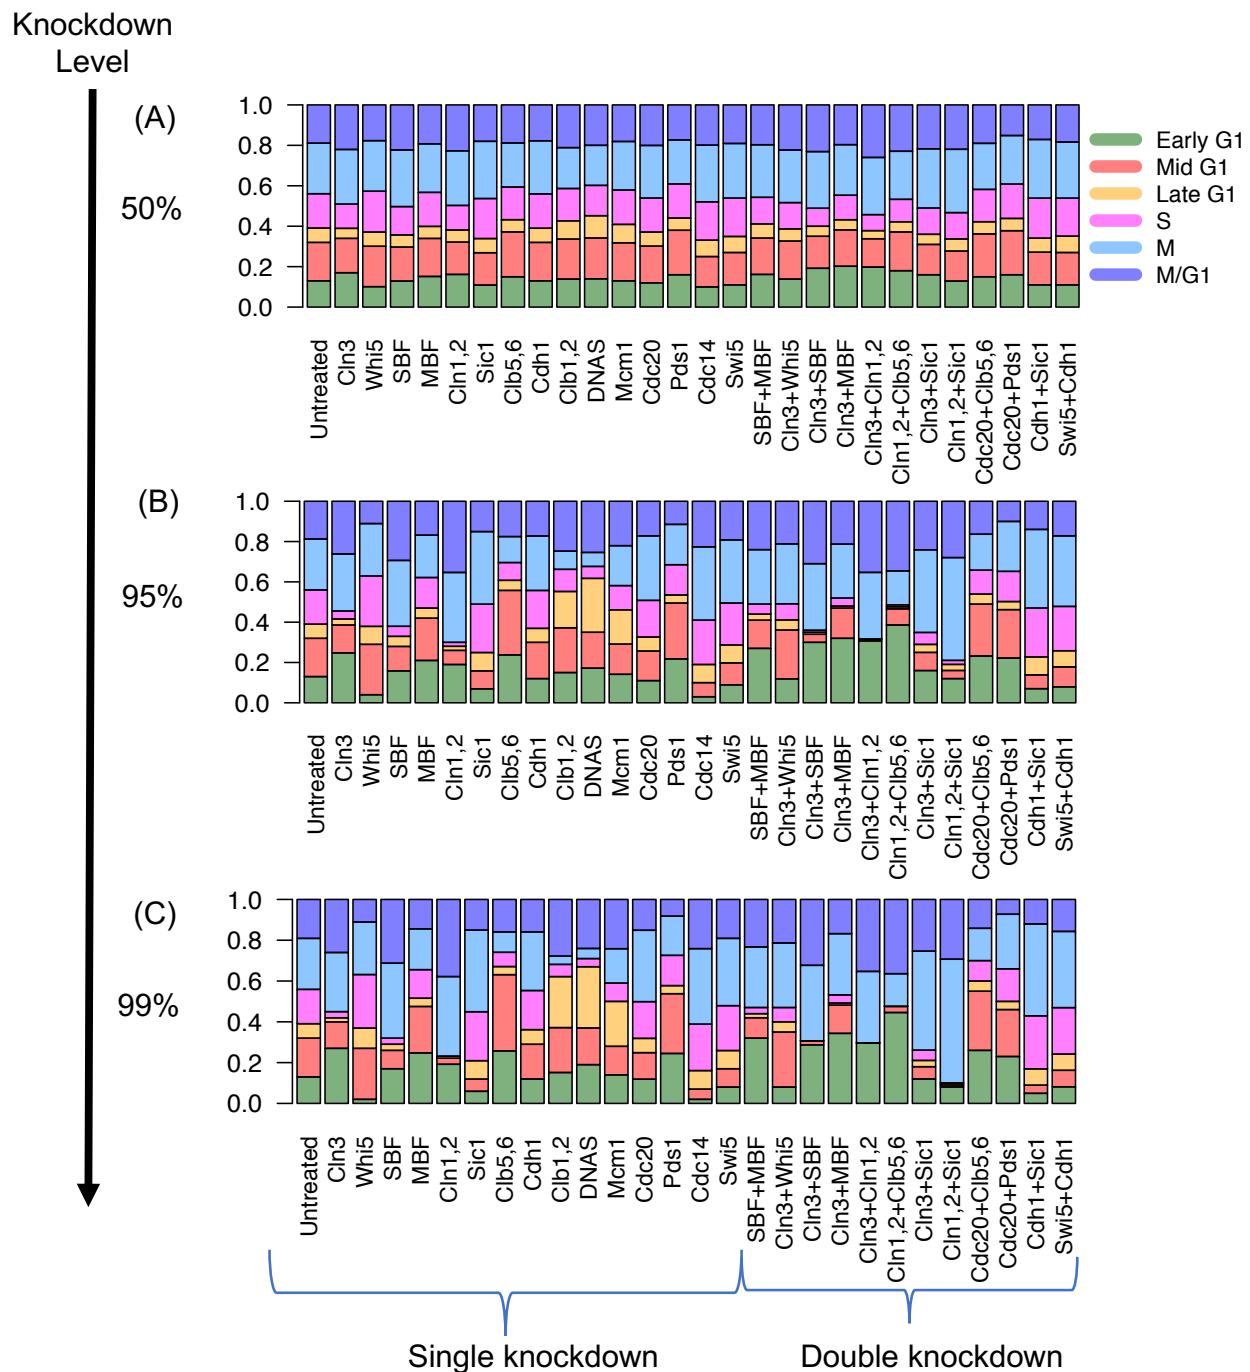 Knockdown
Level
(A)
50%
1.0
0.8
0.6
0.4
0.2
0.0
Early G1
Mid G1
Late G1
S
M
M/G1
Untreated
Cln3
Whi5
SBF
MBF
Cln1,2
Sic1
Clb5,6
Cdh1
Clb1,2
DNAS
Mcm1
Cdc20
Pds1
Cdc14
Swi5
SBF+MBF
Cln3+Whi5
Cln3+SBF
Cln3+MBF
Cln3+Cln1,2
Cln1,2+Clb5,6
Cln3+Sic1
Cln1,2+Sic1
Cdc20+Clb5,6
Cdc20+Pds1
Cdh1+Sic1
Swi5+Cdh1
(B)
95%
1.0
0.8
0.6
0.4
0.2
0.0
Untreated
Cln3
Whi5
SBF
MBF
Cln1,2
Sic1
Clb5,6
Cdh1
Clb1,2
DNAS
Mcm1
Cdc20
Pds1
Cdc14
Swi5
SBF+MBF
Cln3+Whi5
Cln3+SBF
Cln3+MBF
Cln3+Cln1,2
Cln1,2+Clb5,6
Cln3+Sic1
Cln1,2+Sic1
Cdc20+Clb5,6
Cdc20+Pds1
Cdh1+Sic1
Swi5+Cdh1
(C)
99%
1.0
0.8
0.6
0.4
0.2
0.0
Untreated
Cln3
Whi5
SBF
MBF
Cln1,2
Sic1
Clb5,6
Cdh1
Clb1,2
DNAS
Mcm1
Cdc20
Pds1
Cdc14
Swi5
SBF+MBF
Cln3+Whi5
Cln3+SBF
Cln3+MBF
Cln3+Cln1,2
Cln1,2+Clb5,6
Cln3+Sic1
Cln1,2+Sic1
Cdc20+Clb5,6
Cdc20+Pds1
Cdh1+Sic1
Swi5+Cdh1
Single knockdown
Double knockdown